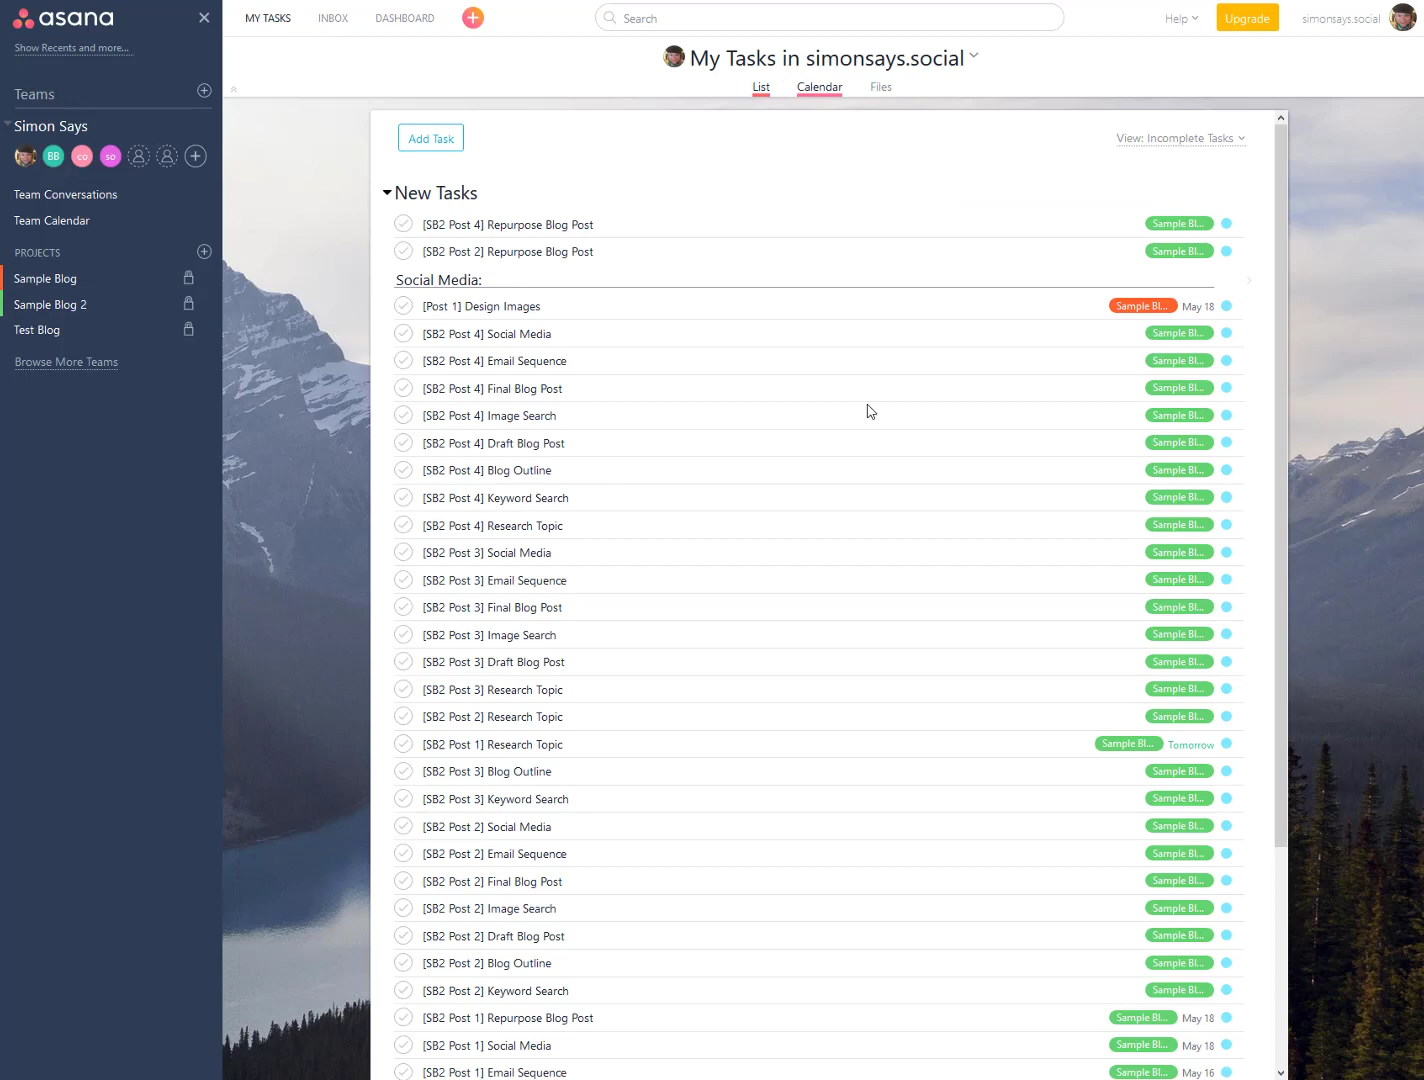 asana
MY TASKS
INBOX
DASHBOARD
Search
Help
Upgrade
simonsays.social
Show Recents and more...
My Tasks in simonsays.social
List
Calendar
Files
Teams
Simon Says
BB
co
so
Team Conversations
Team Calendar
PROJECTS
Sample Blog
Sample Blog 2
Test Blog
Browse More Teams
Add Task
View: Incomplete Tasks
New Tasks
[SB2 Post 4] Repurpose Blog Post Sample Bl...
[SB2 Post 2] Repurpose Blog Post Sample Bl...
Social Media:
[Post 1] Design Images Sample Bl... May 18
[SB2 Post 4] Social Media Sample Bl...
[SB2 Post 4] Email Sequence Sample Bl...
[SB2 Post 4] Final Blog Post Sample Bl...
[SB2 Post 4] Image Search Sample Bl...
[SB2 Post 4] Draft Blog Post Sample Bl...
[SB2 Post 4] Blog Outline Sample Bl...
[SB2 Post 4] Keyword Search Sample Bl...
[SB2 Post 4] Research Topic Sample Bl...
[SB2 Post 3] Social Media Sample Bl...
[SB2 Post 3] Email Sequence Sample Bl...
[SB2 Post 3] Final Blog Post Sample Bl...
[SB2 Post 3] Image Search Sample Bl...
[SB2 Post 3] Draft Blog Post Sample Bl...
[SB2 Post 3] Research Topic Sample Bl...
[SB2 Post 2] Research Topic Sample Bl...
[SB2 Post 1] Research Topic Sample Bl... Tomorrow
[SB2 Post 3] Blog Outline Sample Bl...
[SB2 Post 3] Keyword Search Sample Bl...
[SB2 Post 2] Social Media Sample Bl...
[SB2 Post 2] Email Sequence Sample Bl...
[SB2 Post 2] Final Blog Post Sample Bl...
[SB2 Post 2] Image Search Sample Bl...
[SB2 Post 2] Draft Blog Post Sample Bl...
[SB2 Post 2] Blog Outline Sample Bl...
[SB2 Post 2] Keyword Search Sample Bl...
[SB2 Post 1] Repurpose Blog Post Sample Bl... May 18
[SB2 Post 1] Social Media Sample Bl... May 18
[SB2 Post 1] Email Sequence Sample Bl... May 16